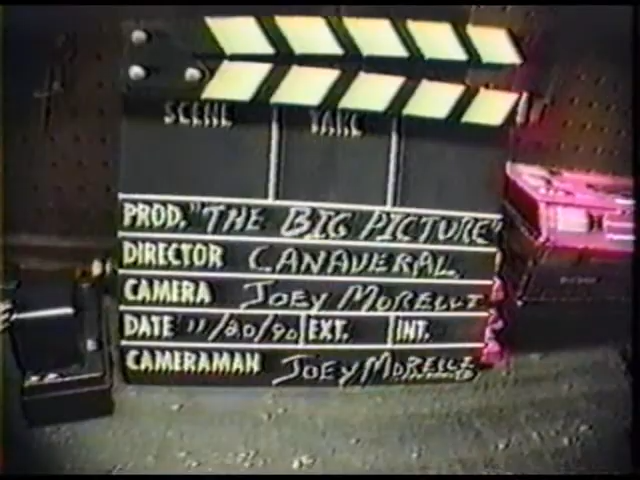 SCENE TAKE
PROD. "THE BIG PICTURE"
DIRECTOR CANAVERAL
CAMERA JOEY MORELLI
DATE 11/20/90 EXT. INT.
CAMERAMAN JOEY MORELLI